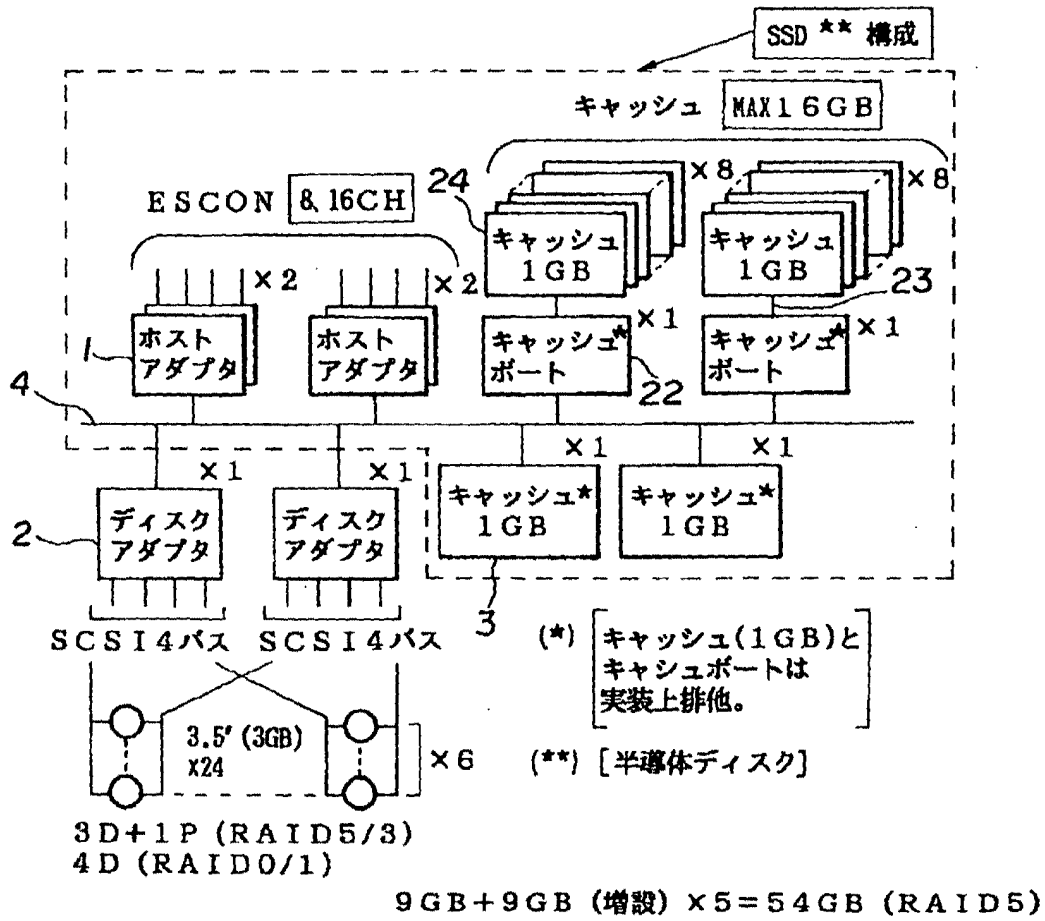 SSD ** 構成
キャッシュ MAX16GB
ESCON 8、16CH
24
×8
×8
キャッシュ
1GB
キャッシュ
1GB
23
×2
×2
×1
×1
1
ホスト
アダプタ
ホスト
アダプタ
キャッシュ*
ポート
キャッシュ*
ポート
22
4
×1
×1
×1
×1
2
ディスク
アダプタ
ディスク
アダプタ
キャッシュ*
1GB
キャッシュ*
1GB
3
SCSI4パス
SCSI4パス
(*) キャッシュ(1GB)と
キャシュポートは
実装上排他。
3.5" (3GB)
X24
×6
(**) [半導体ディスク]
3D+1P (RAID5/3)
4D (RAID0/1)
9GB+9GB (増設) ×5=54GB (RAID5)